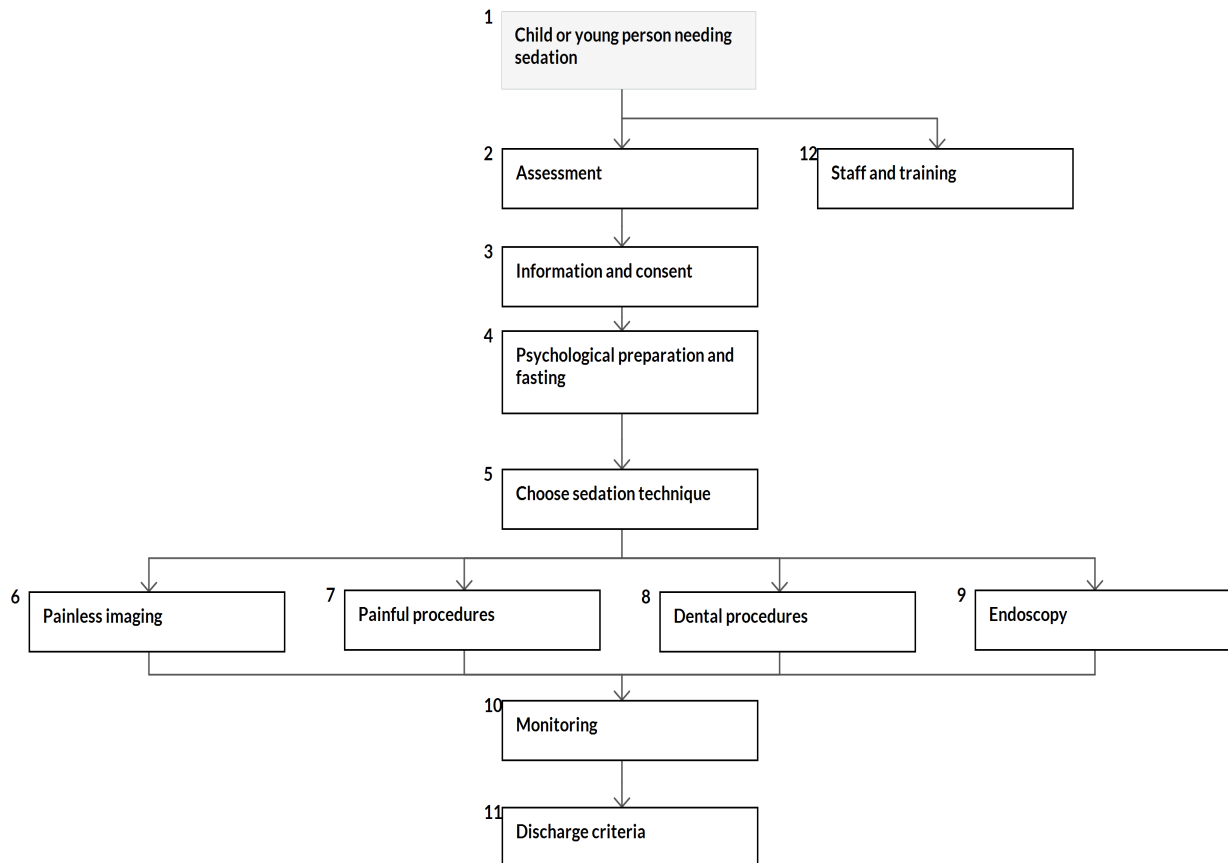 1
Child or young person needing
sedation
2
Assessment
12
Staff and training
3
Information and consent
4
Psychological preparation and
fasting
5
Choose sedation technique
6
Painless imaging
7
Painful procedures
8
Dental procedures
9
Endoscopy
10
Monitoring
11
Discharge criteria